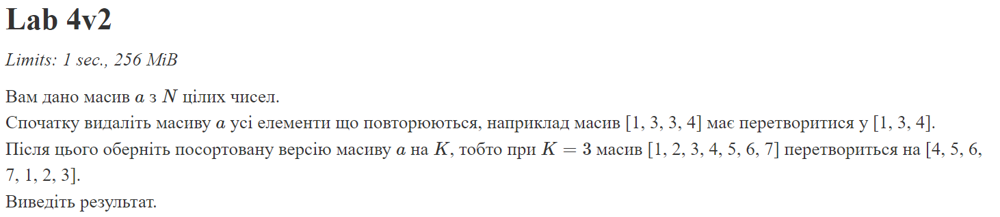 Lab 4v2
Limits: 1 sec., 256 MiB
Вам дано масив a з N цілих чисел.
Спочатку видаліть масиву a усі елементи що повторюються, наприклад масив [1, 3, 3, 4] має перетворитися у [1, 3, 4].
Після цього оберніть посортовану версію масиву a на K, тобто при K = 3 масив [1, 2, 3, 4, 5, 6, 7] перетвориться на [4, 5, 6,
7, 1, 2, 3].
Виведіть результат.